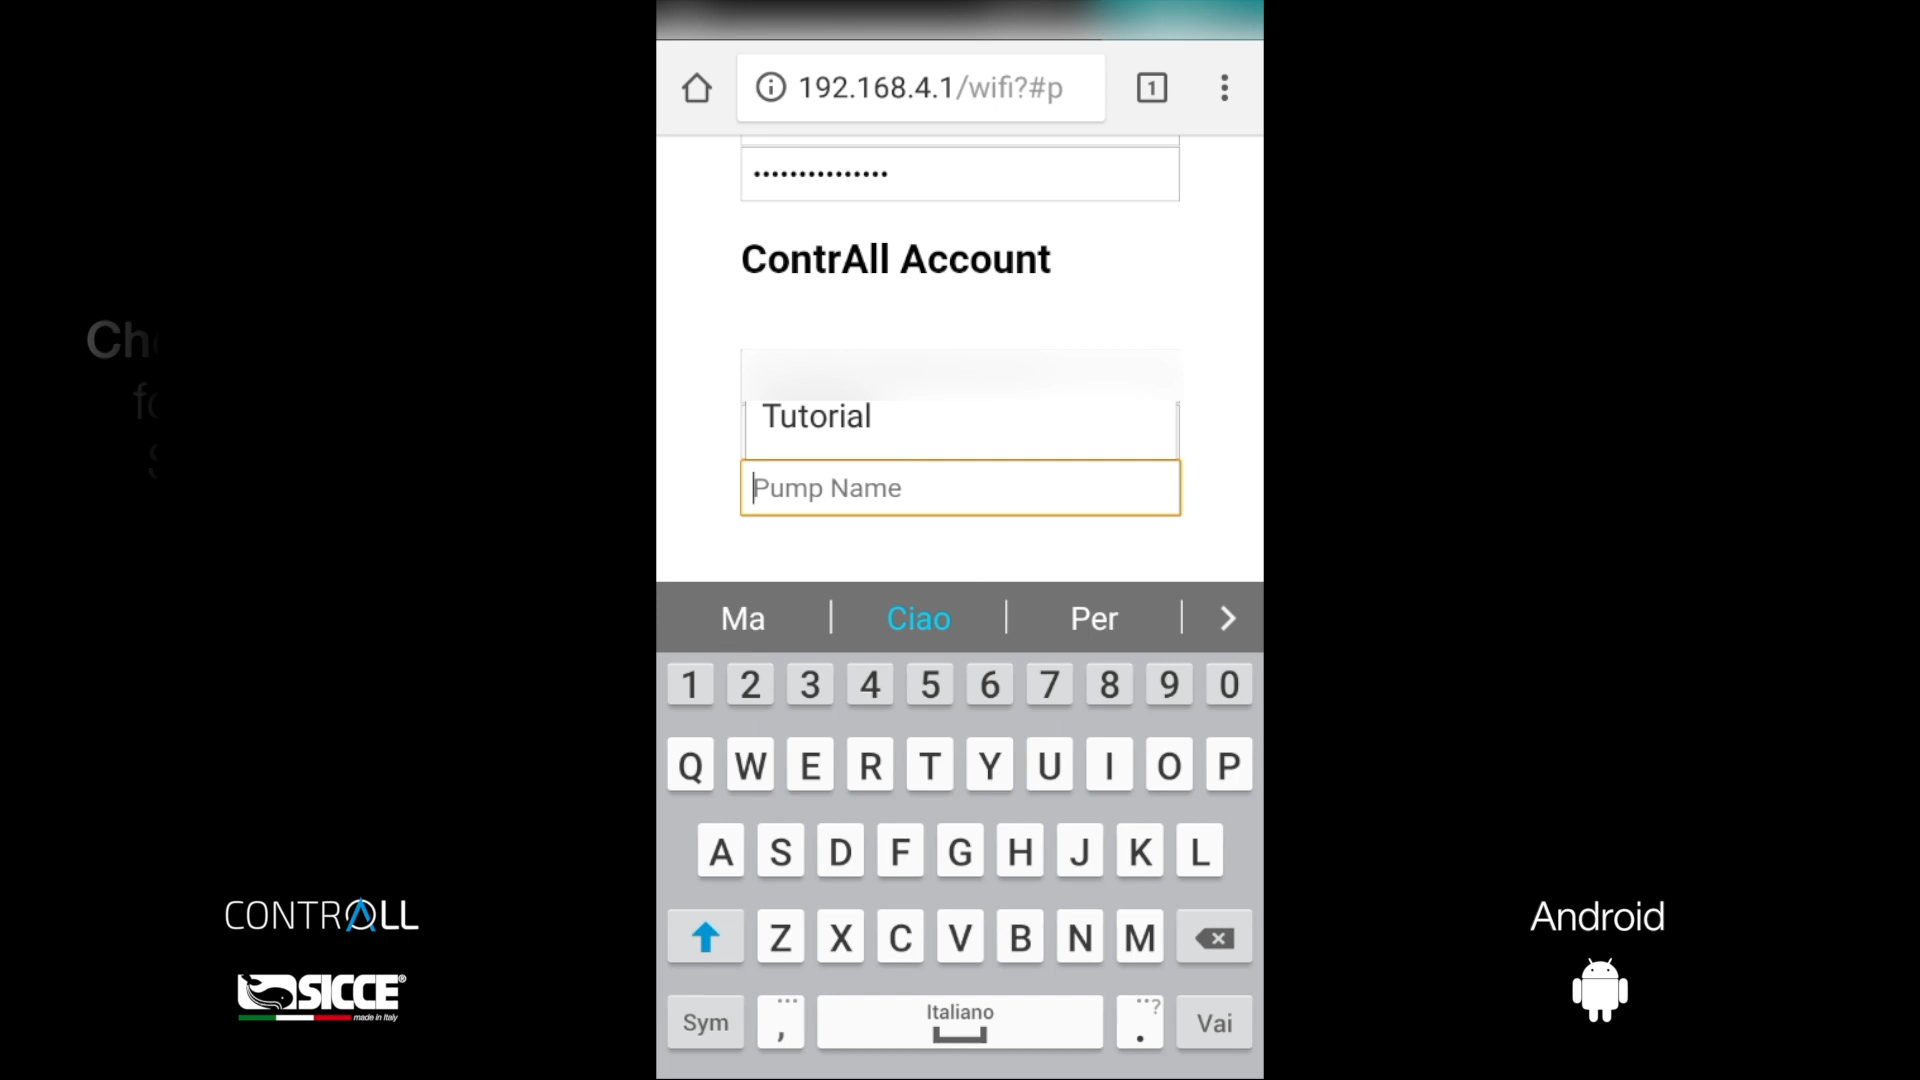 192.168.4.1/wifi?#p
1
•••••••••••••••
ContrAll Account
Tutorial
Pump Name
Ma
Ciao
Per
1 2 3 4 5 6 7 8 9 0
Q W E R T Y U I O P
A S D F G H J K L
Z X C V B N M
Sym
,
Italiano
. ?
Vai
CONTRALL
SICCE®
made in Italy
Android